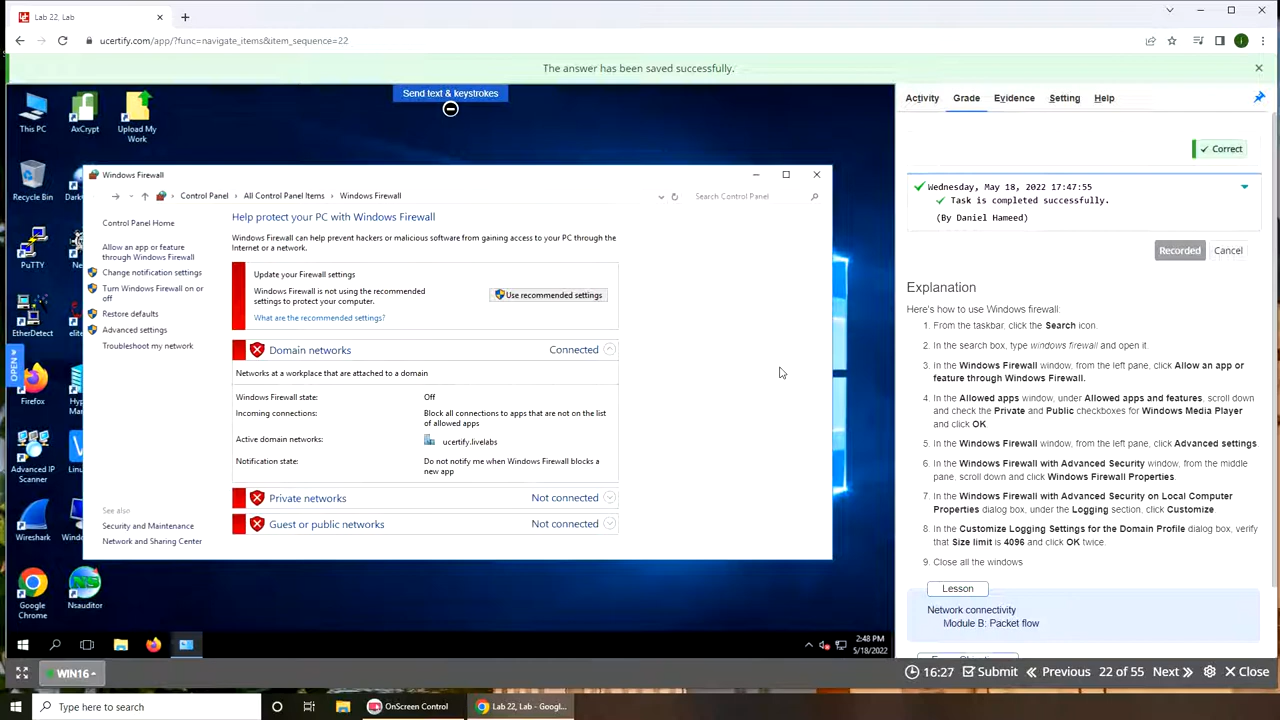 Lab 22, Lab
ucertify.com/app/?func=navigate_items&item_sequence=22
The answer has been saved successfully.
Send text & keystrokes
Activity Grade Evidence Setting Help
This PC
AxCrypt
Upload My Work
Correct
Wednesday, May 18, 2022 17:47:55
Task is completed successfully.
(By Daniel Hameed)
Recorded Cancel
Recycle Bin
PuTTY
EtherDetect
Firefox
Advanced IP Scanner
Wireshark
Google Chrome
Nsauditor
OPEN
Windows Firewall
Control Panel All Control Panel Items Windows Firewall
Search Control Panel
Control Panel Home
Allow an app or feature through Windows Firewall
Change notification settings
Turn Windows Firewall on or off
Restore defaults
Advanced settings
Troubleshoot my network
See also
Security and Maintenance
Network and Sharing Center
Help protect your PC with Windows Firewall
Windows Firewall can help prevent hackers or malicious software from gaining access to your PC through the
Internet or a network.
Update your Firewall settings
Windows Firewall is not using the recommended
settings to protect your computer.
Use recommended settings
What are the recommended settings?
Domain networks Connected
Networks at a workplace that are attached to a domain
Windows Firewall state: Off
Incoming connections: Block all connections to apps that are not on the list
of allowed apps
Active domain networks: ucertify.livelabs
Notification state: Do not notify me when Windows Firewall blocks a
new app
Private networks Not connected
Guest or public networks Not connected
Explanation
Here's how to use Windows firewall:
1. From the taskbar, click the Search icon.
2. In the search box, type windows firewall and open it.
3. In the Windows Firewall window, from the left pane, click Allow an app or
feature through Windows Firewall.
4. In the Allowed apps window, under Allowed apps and features, scroll down
and check the Private and Public checkboxes for Windows Media Player
and click OK
5. In the Windows Firewall window, from the left pane, click Advanced settings.
6. In the Windows Firewall with Advanced Security window, from the middle
pane, scroll down and click Windows Firewall Properties.
7. In the Windows Firewall with Advanced Security on Local Computer
Properties dialog box, under the Logging section, click Customize.
8. In the Customize Logging Settings for the Domain Profile dialog box, verify
that Size limit is 4096 and click OK twice.
9. Close all the windows
Lesson
Network connectivity
Module B: Packet flow
2:48 PM
5/18/2022
WIN16
16:27 Submit Previous 22 of 55 Next Close
Type here to search
OnScreen Control
Lab 22, Lab - Googl...